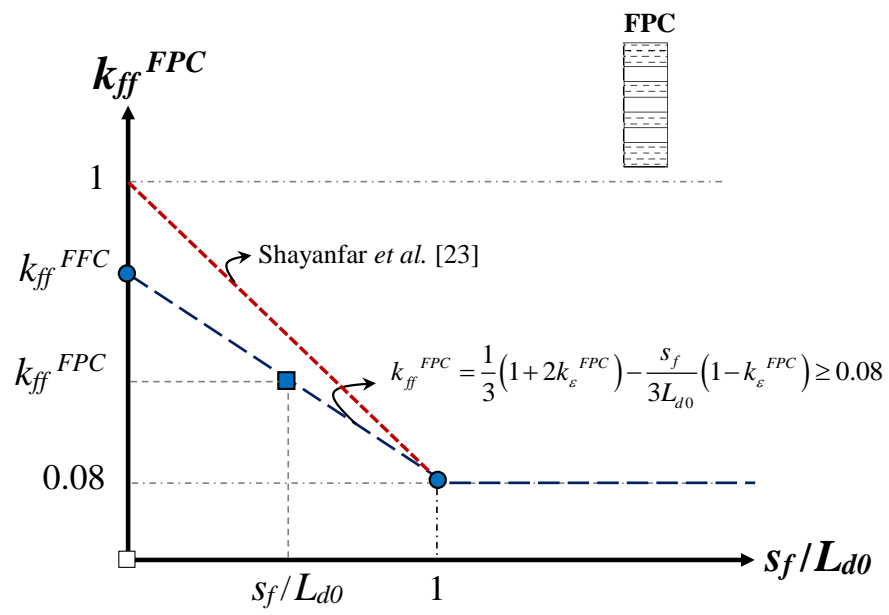 FPC
k_ff^FPC
1
Shayanfar et al. [23]
k_ff^FFC
k_ff^FPC
k_ff^FPC = 1/3 (1 + 2k_ε^FPC) − s_f/3L_d0 (1 − k_ε^FPC) ≥ 0.08
0.08
s_f/L_d0
s_f/L_d0 1